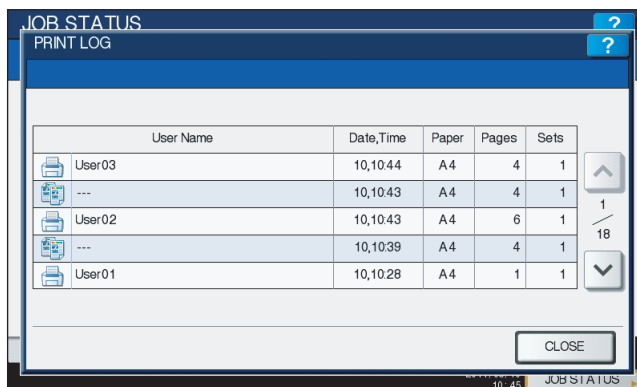 JOB STATUS ?
PRINT LOG ?
User Name Date,Time Paper Pages Sets
User03 10,10:44 A4 4 1
--- 10,10:43 A4 4 1
User02 10,10:43 A4 6 1
--- 10,10:39 A4 4 1
User01 10,10:28 A4 1 1
1
18
CLOSE
10:45 JOB STATUS